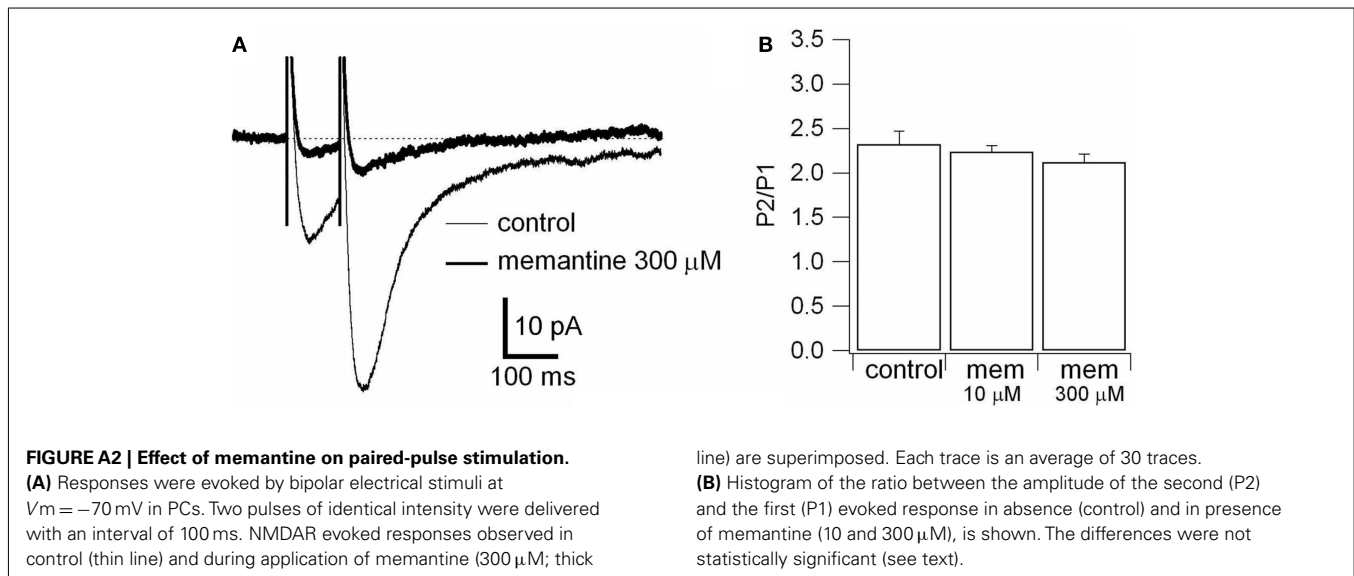 A
control
memantine 300 μM
10 pA
100 ms
B
3.5
3.0
2.5
2.0
1.5
1.0
0.5
0.0
P2/P1
control
mem
10 μM
mem
300 μM
FIGURE A2 | Effect of memantine on paired-pulse stimulation.
(A) Responses were evoked by bipolar electrical stimuli at
Vm = −70 mV in PCs. Two pulses of identical intensity were delivered
with an interval of 100 ms. NMDAR evoked responses observed in
control (thin line) and during application of memantine (300 μM; thick
line) are superimposed. Each trace is an average of 30 traces.
(B) Histogram of the ratio between the amplitude of the second (P2)
and the first (P1) evoked response in absence (control) and in presence
of memantine (10 and 300 μM), is shown. The differences were not
statistically significant (see text).